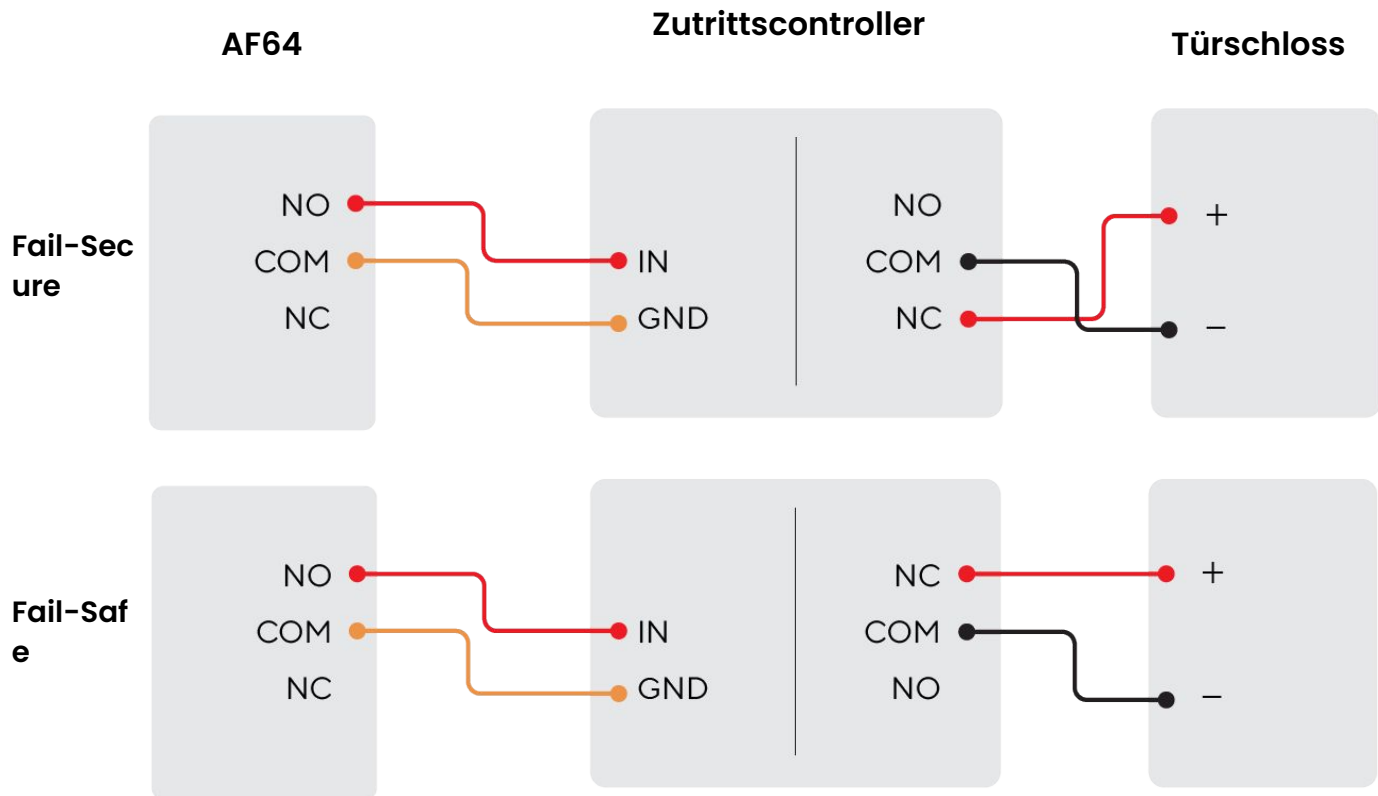 AF64
Zutrittscontroller
Türschloss
Fail-Sec
ure
NO
COM
NC
IN
GND
NO
COM
NC
+
−
Fail-Saf
e
NO
COM
NC
IN
GND
NC
COM
NO
+
−